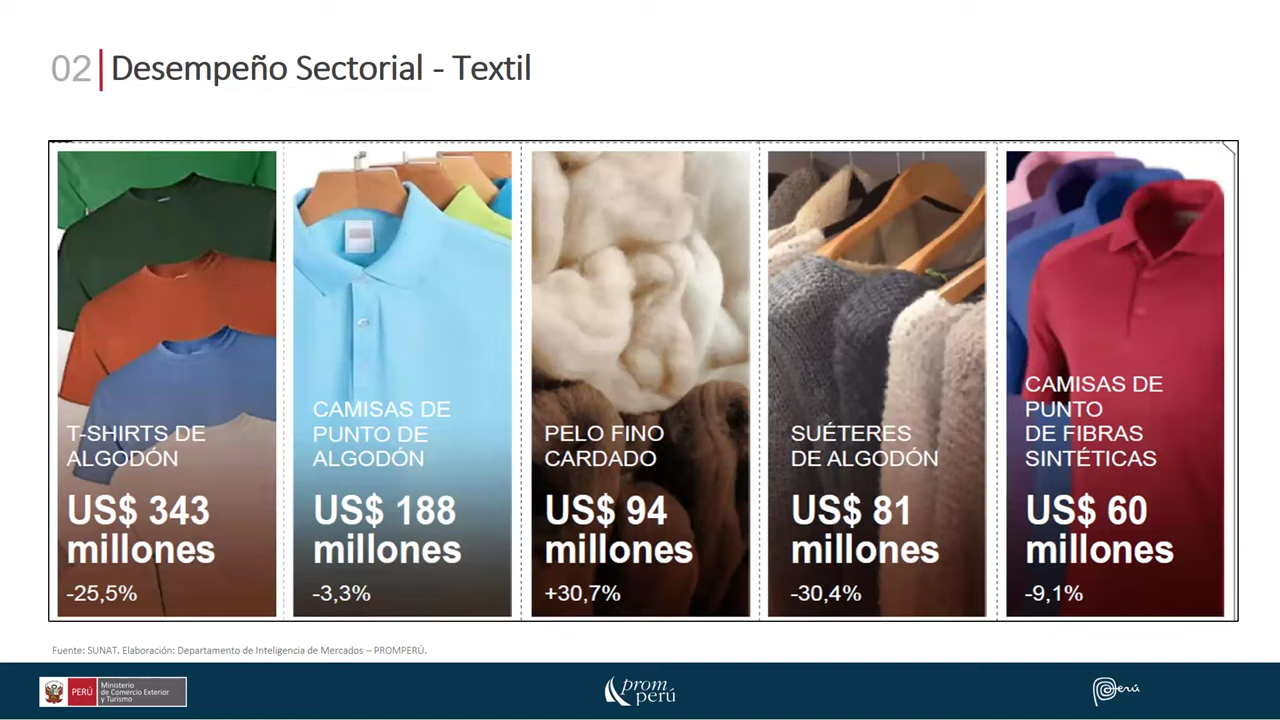 02 Desempeño Sectorial - Textil
T-SHIRTS DE
ALGODÓN
US$ 343
millones
-25,5%
CAMISAS DE
PUNTO DE
ALGODÓN
US$ 188
millones
-3,3%
PELO FINO
CARDADO
US$ 94
millones
+30,7%
SUÉTERES
DE ALGODÓN
US$ 81
millones
-30,4%
CAMISAS DE
PUNTO
DE FIBRAS
SINTÉTICAS
US$ 60
millones
-9,1%
Fuente: SUNAT. Elaboración: Departamento de Inteligencia de Mercados – PROMPERÚ.
PERÚ
Ministerio
de Comercio Exterior
y Turismo
prom
perú
Perú